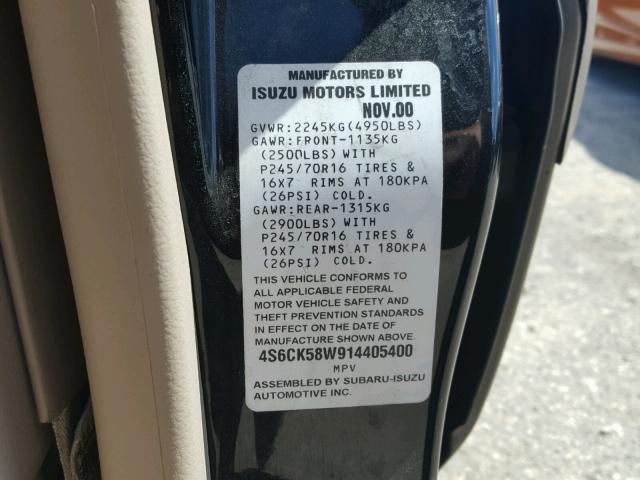 MANUFACTURED BY
ISUZU MOTORS LIMITED
NOV.00
GVWR:2245KG(4950LBS)
GAWR:FRONT-1135KG
(2500LBS) WITH
P245/70R16 TIRES &
16X7 RIMS AT 180KPA
(26PSI) COLD.
GAWR:REAR-1315KG
(2900LBS) WITH
P245/70R16 TIRES &
16X7 RIMS AT 180KPA
(26PSI) COLD.
THIS VEHICLE CONFORMS TO
ALL APPLICABLE FEDERAL
MOTOR VEHICLE SAFETY AND
THEFT PREVENTION STANDARDS
IN EFFECT ON THE DATE OF
MANUFACTURE SHOWN ABOVE.
4S6CK58W914405400
MPV
ASSEMBLED BY SUBARU-ISUZU
AUTOMOTIVE INC.